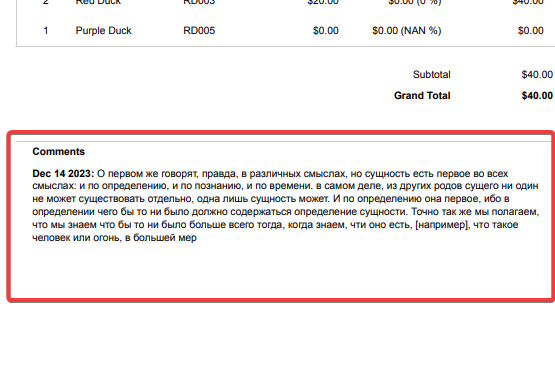 2 Red Duck RD003 $20.00 $0.00 (0 %) $40.00
1 Purple Duck RD005 $0.00 $0.00 (NAN %) $0.00
Subtotal $40.00
Grand Total $40.00
Comments
Dec 14 2023: О первом же говорят, правда, в различных смыслах, но сущность есть первое во всех
смыслах: и по определению, и по познанию, и по времени. в самом деле, из других родов сущего ни один
не может существовать отдельно, одна лишь сущность может. И по определению она первое, ибо в
определении чего бы то ни было должно содержаться определение сущности. Точно так же мы полагаем,
что мы знаем что бы то ни было больше всего тогда, когда знаем, чти оно есть, [например], что такое
человек или огонь, в большей мер